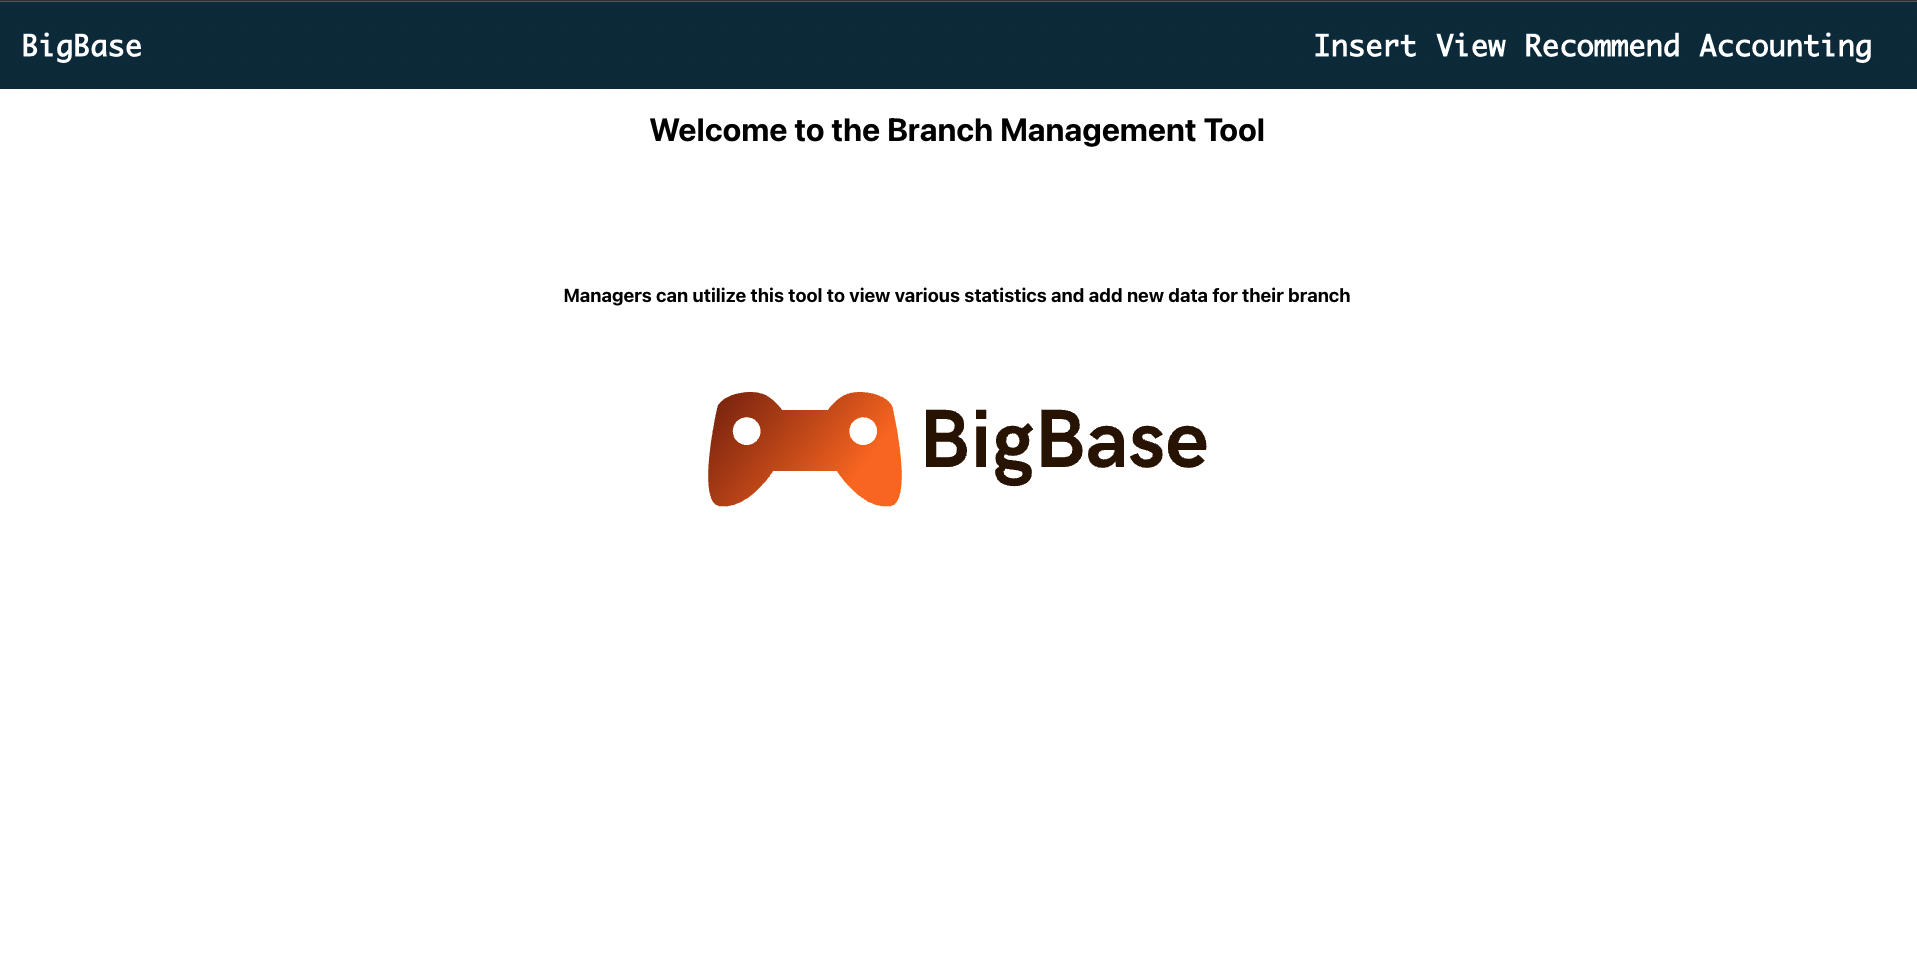 BigBase
Insert View Recommend Accounting
Welcome to the Branch Management Tool
Managers can utilize this tool to view various statistics and add new data for their branch
BigBase